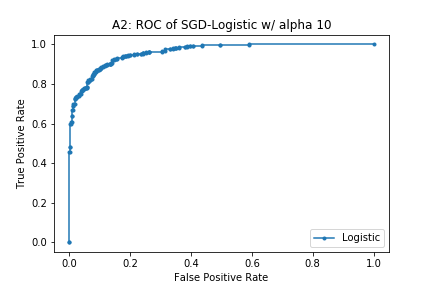 A2: ROC of SGD-Logistic w/ alpha 10
True Positive Rate
1.0
0.8
0.6
0.4
0.2
0.0
0.0 0.2 0.4 0.6 0.8 1.0
False Positive Rate
Logistic